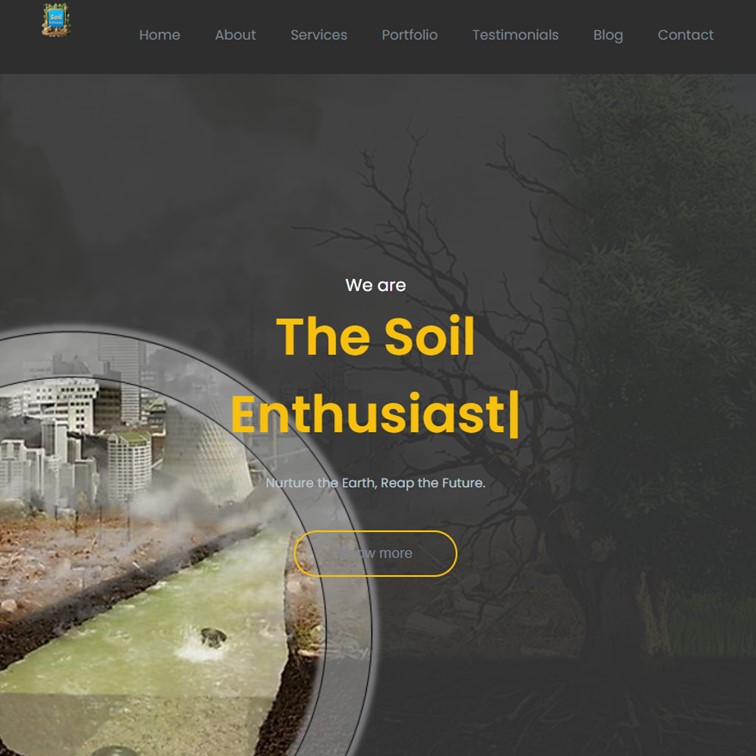 Soil
Home About Services Portfolio Testimonials Blog Contact
We are
The Soil
Enthusiast|
Nurture the Earth, Reap the Future.
more